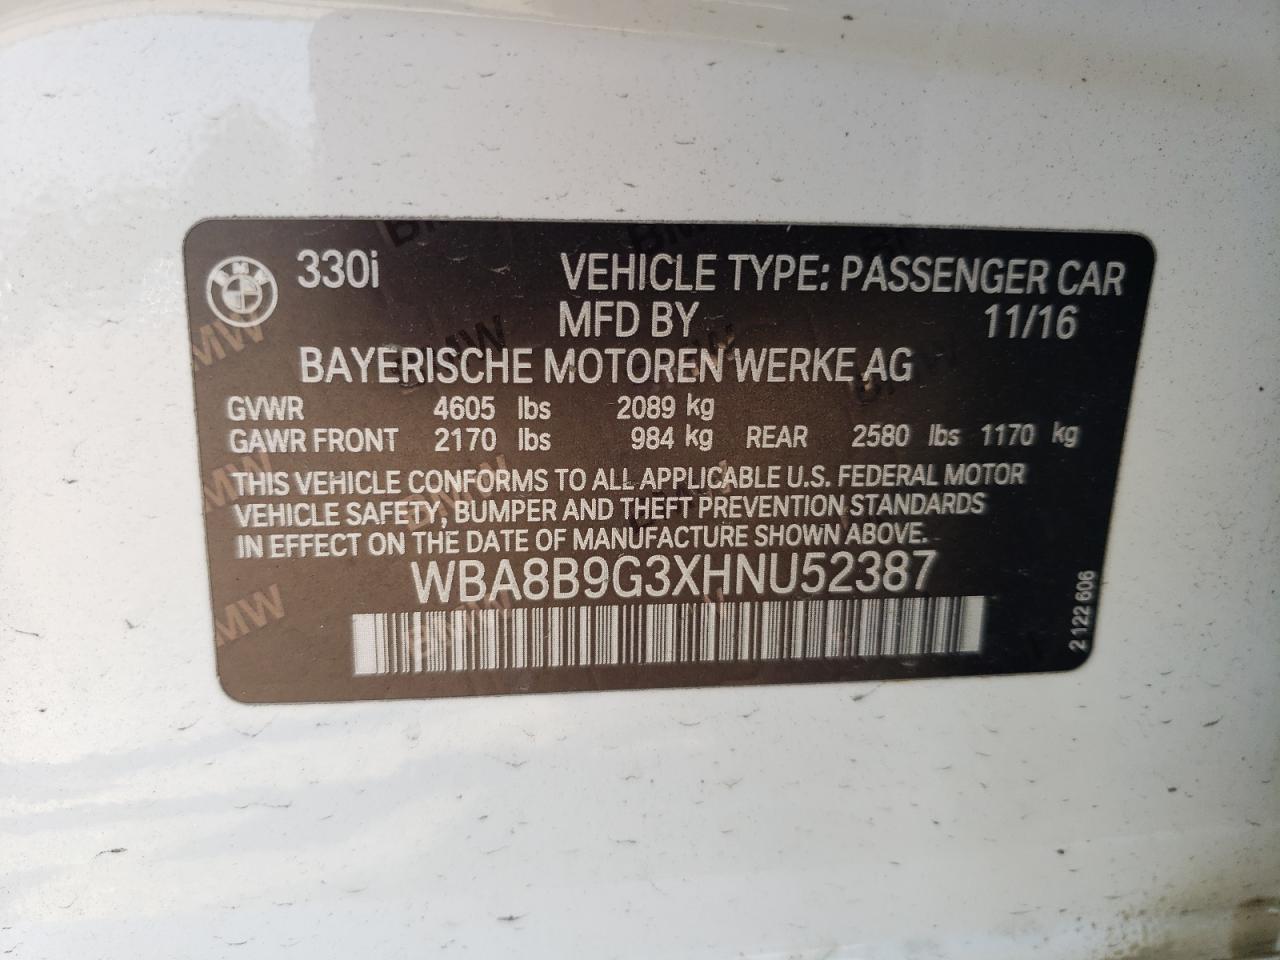 330i VEHICLE TYPE: PASSENGER CAR
MFD BY 11/16
BAYERISCHE MOTOREN WERKE AG
GVWR 4605 lbs 2089 kg
GAWR FRONT 2170 lbs 984 kg REAR 2580 lbs 1170 kg
THIS VEHICLE CONFORMS TO ALL APPLICABLE U.S. FEDERAL MOTOR
VEHICLE SAFETY, BUMPER AND THEFT PREVENTION STANDARDS
IN EFFECT ON THE DATE OF MANUFACTURE SHOWN ABOVE.
WBA8B9G3XHNU52387
2 122 606